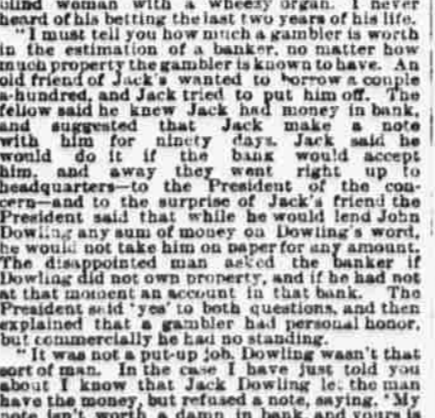 blind woman with a wheezy organ. I never
heard of his betting the last two years of his life.
"I must tell you how much a gambler is worth
in the estimation of a banker, no matter how
much property the gambler is known to have. An
old friend of Jack's wanted to borrow a couple
a-hundred, and Jack tried to put him off. The
fellow said he knew Jack had money in bank,
and suggested that Jack make a note
with him for ninety days. Jack said he
would do it if the bank would accept
him, and away they went right up to
headquarters—to the President of the con-
cern—and to the surprise of Jack's friend the
President said that while he would lend John
Dowling any sum of money on Dowling's word,
he would not take him on paper for any amount.
The disappointed man asked the banker if
Dowling did not own property, and if he had not
at that moment an account in that bank. The
President said 'yes' to both questions, and then
explained that a gambler had personal honor,
but commercially he had no standing.
"It was not a put-up job. Dowling wasn't that
sort of man. In the case I have just told you
about I know that Jack Dowling let the man
have the money, but refused a note, saying, 'My
note isn't worth a damn in bank, and yours is